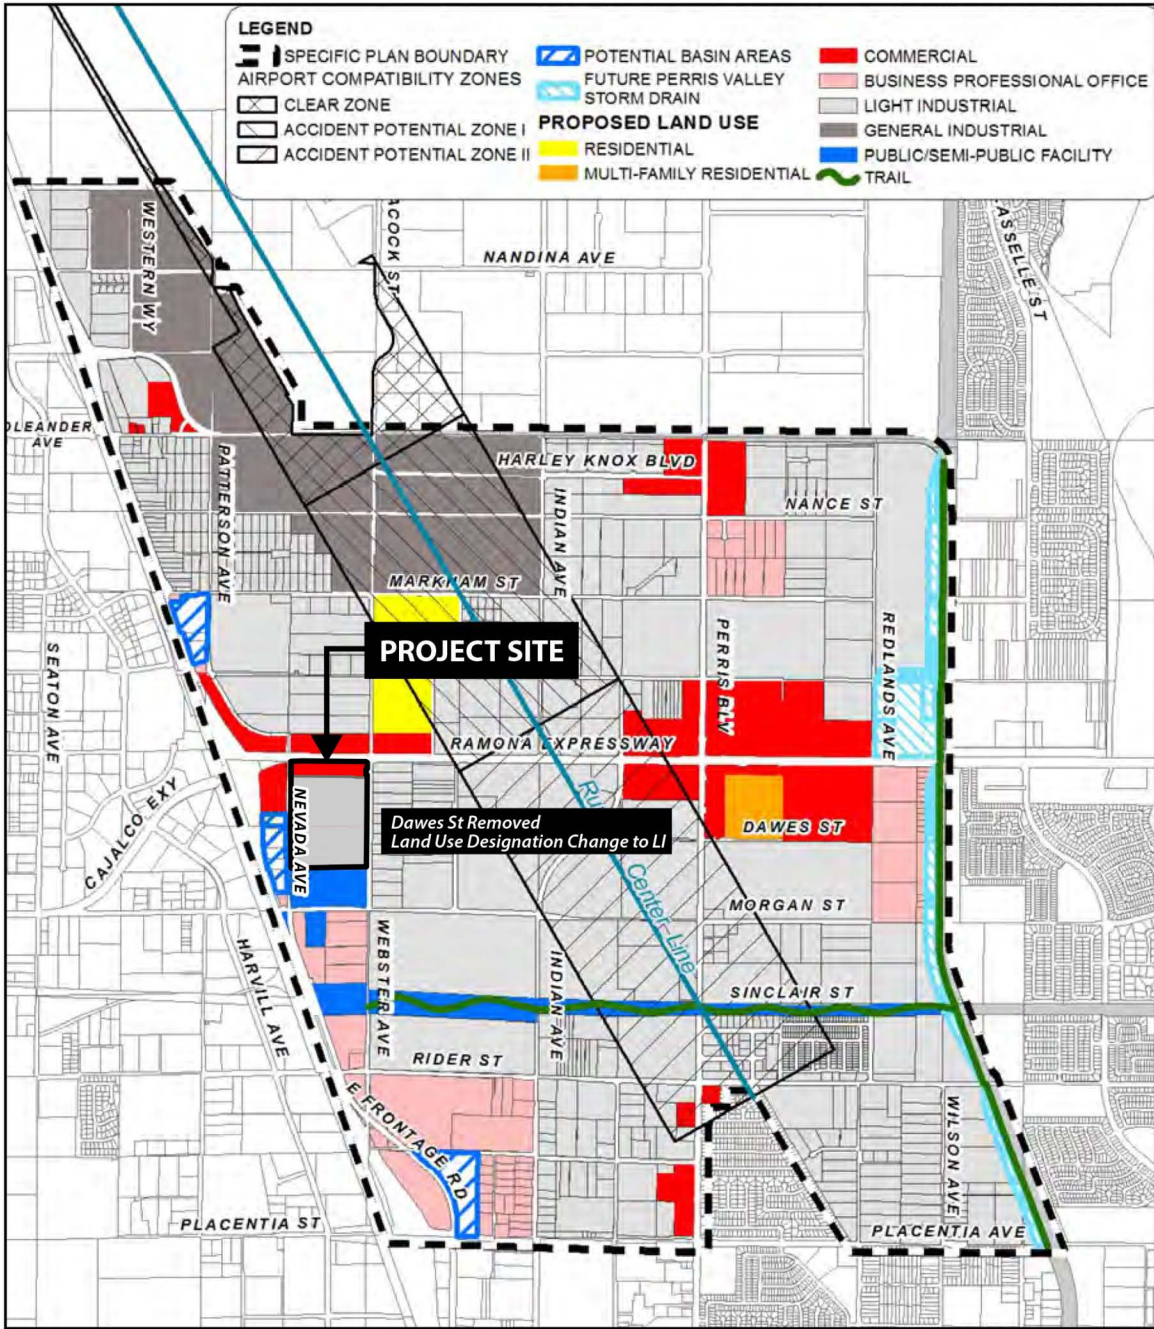 LEGEND
SPECIFIC PLAN BOUNDARY
AIRPORT COMPATIBILITY ZONES
CLEAR ZONE
ACCIDENT POTENTIAL ZONE I
ACCIDENT POTENTIAL ZONE II
POTENTIAL BASIN AREAS
FUTURE PERRIS VALLEY
STORM DRAIN
PROPOSED LAND USE
RESIDENTIAL
MULTI-FAMILY RESIDENTIAL
COMMERCIAL
BUSINESS PROFESSIONAL OFFICE
LIGHT INDUSTRIAL
GENERAL INDUSTRIAL
PUBLIC/SEMI-PUBLIC FACILITY
TRAIL
WESTERN WY
ACOCK ST
NANDINA AVE
ASSELLE ST
OLEANDER
AVE
PATTERSON AVE
HARLEY KNOX BLVD
INDIAN AVE
NANCE ST
MARKHAM ST
SEATON AVE
PROJECT SITE
PERRIS BLV
REDLANDS AVE
RAMONA EXPRESSWAY
CAJALCO EXY
NEVADA AVE
Dawes St Removed
Land Use Designation Change to LI
Ru
Center Line
DAWES ST
MORGAN ST
HARVILL AVE
WEBSTER AVE
INDIAN AVE
SINCLAIR ST
RIDER ST
E FRONTAGE RD
WILSON AVE
PLACENTIA ST
PLACENTIA AVE